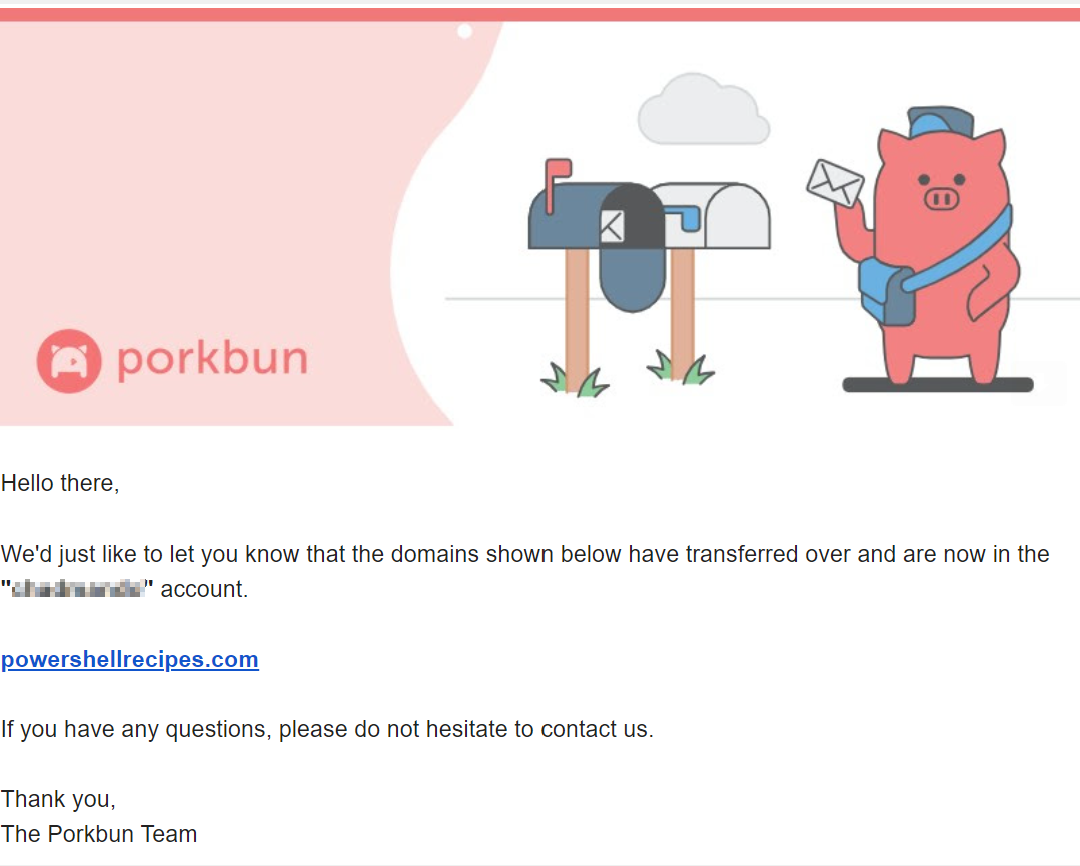 porkbun
Hello there,
We'd just like to let you know that the domains shown below have transferred over and are now in the
"" account.
powershellrecipes.com
If you have any questions, please do not hesitate to contact us.
Thank you,
The Porkbun Team